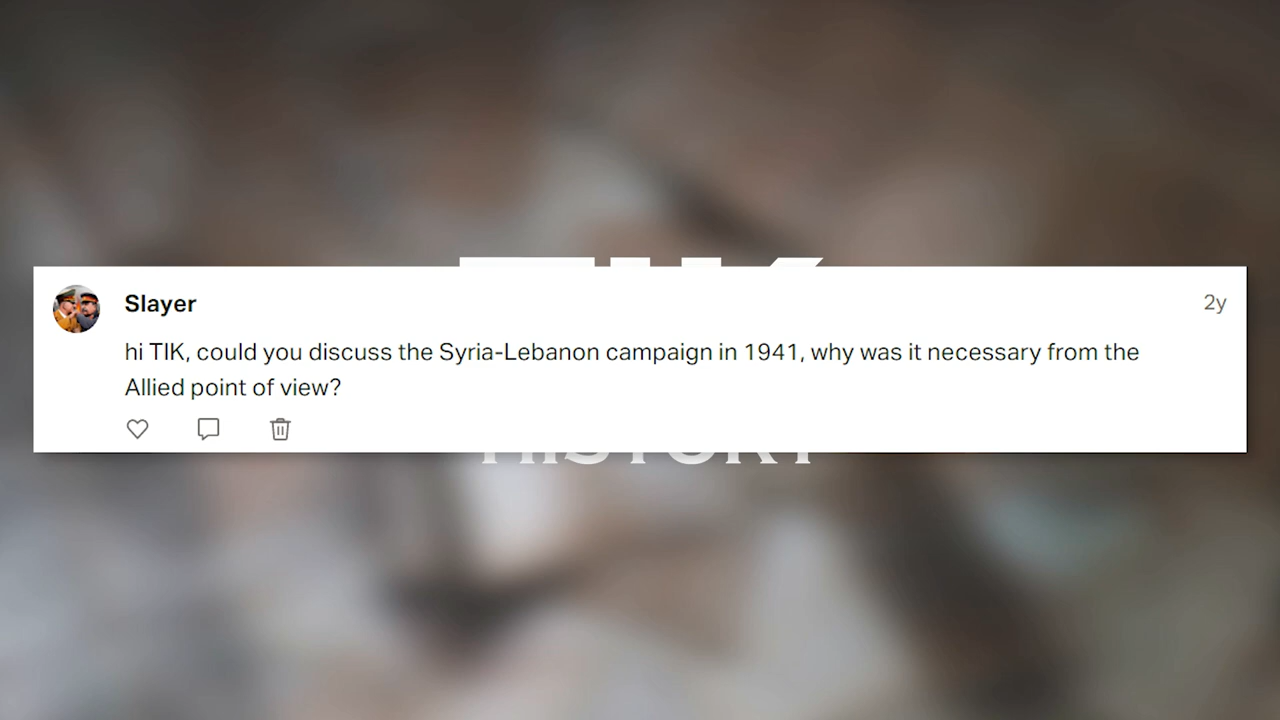 Slayer
2y
hi TIK, could you discuss the Syria-Lebanon campaign in 1941, why was it necessary from the
Allied point of view?